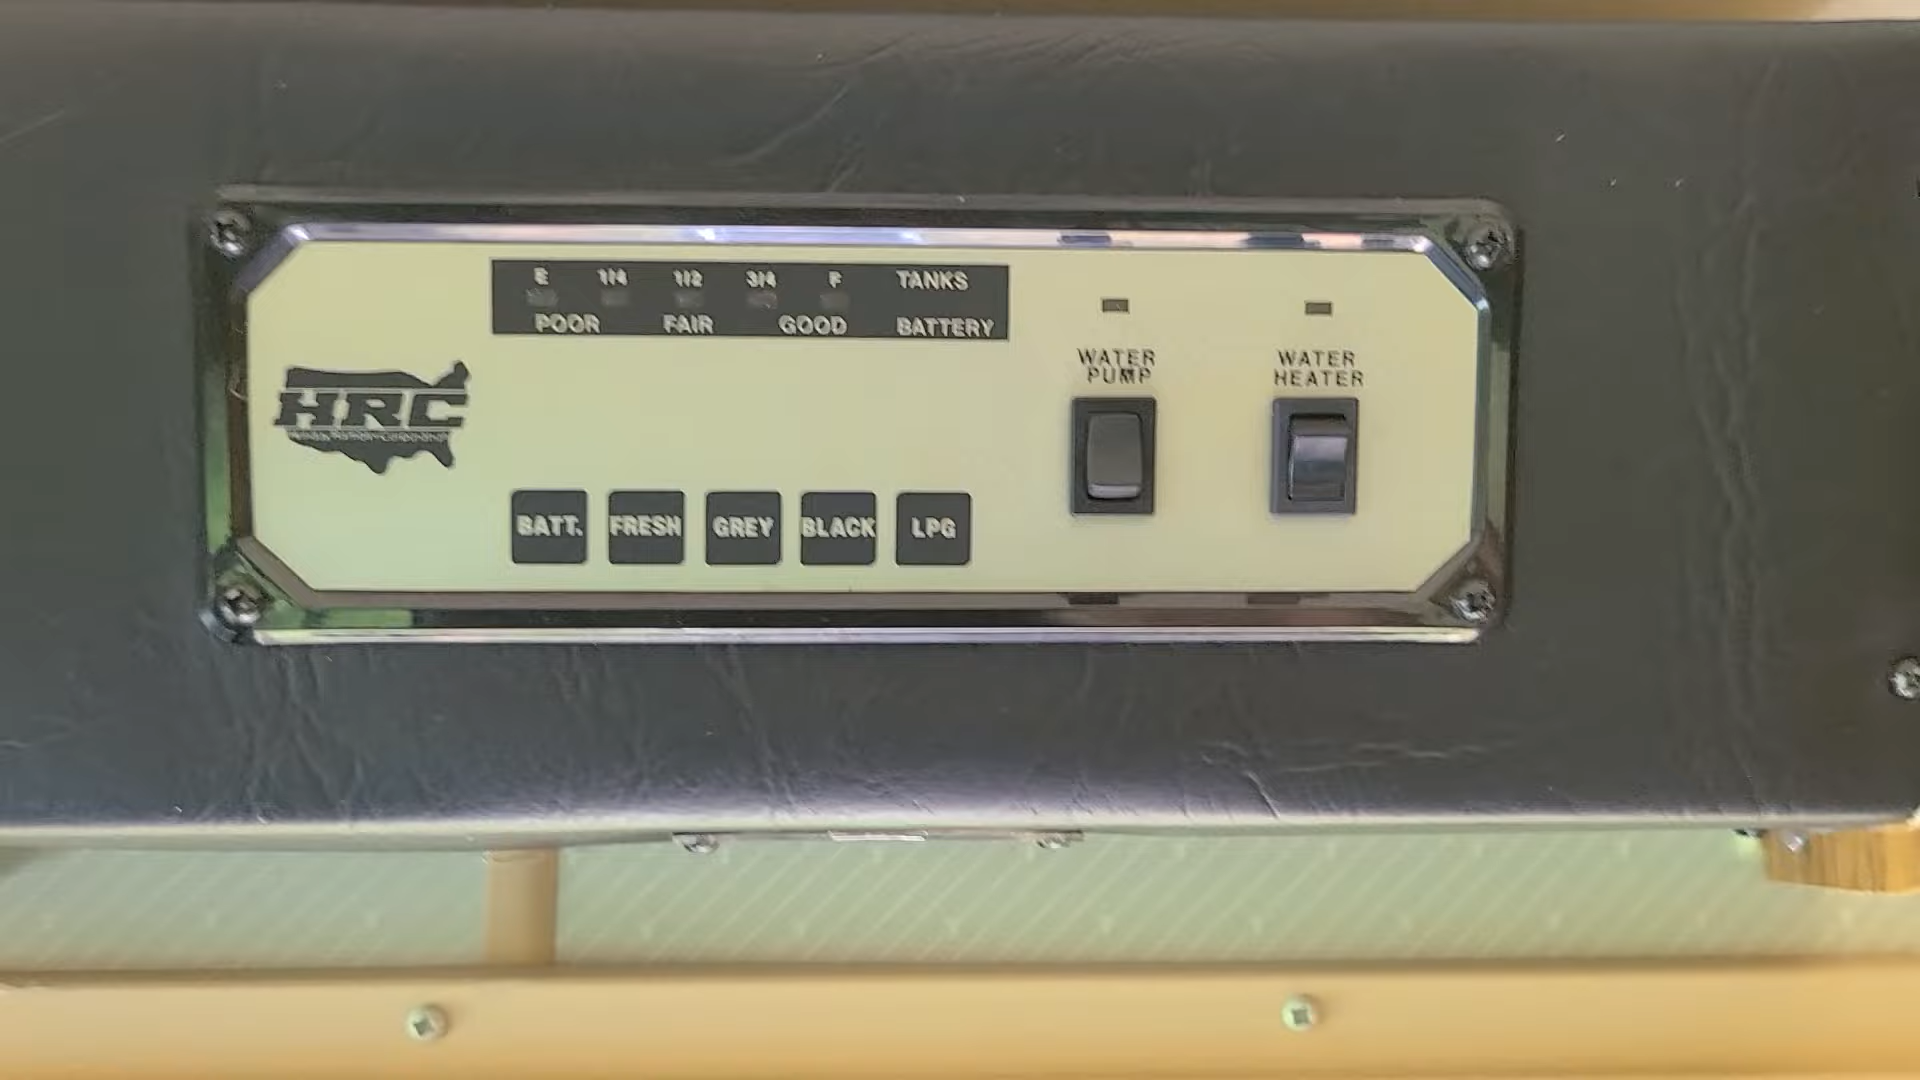 E 1/4 1/2 3/4 F TANKS
POOR FAIR GOOD BATTERY
WATER
PUMP
WATER
HEATER
HRC
BATT. FRESH GREY BLACK LPG